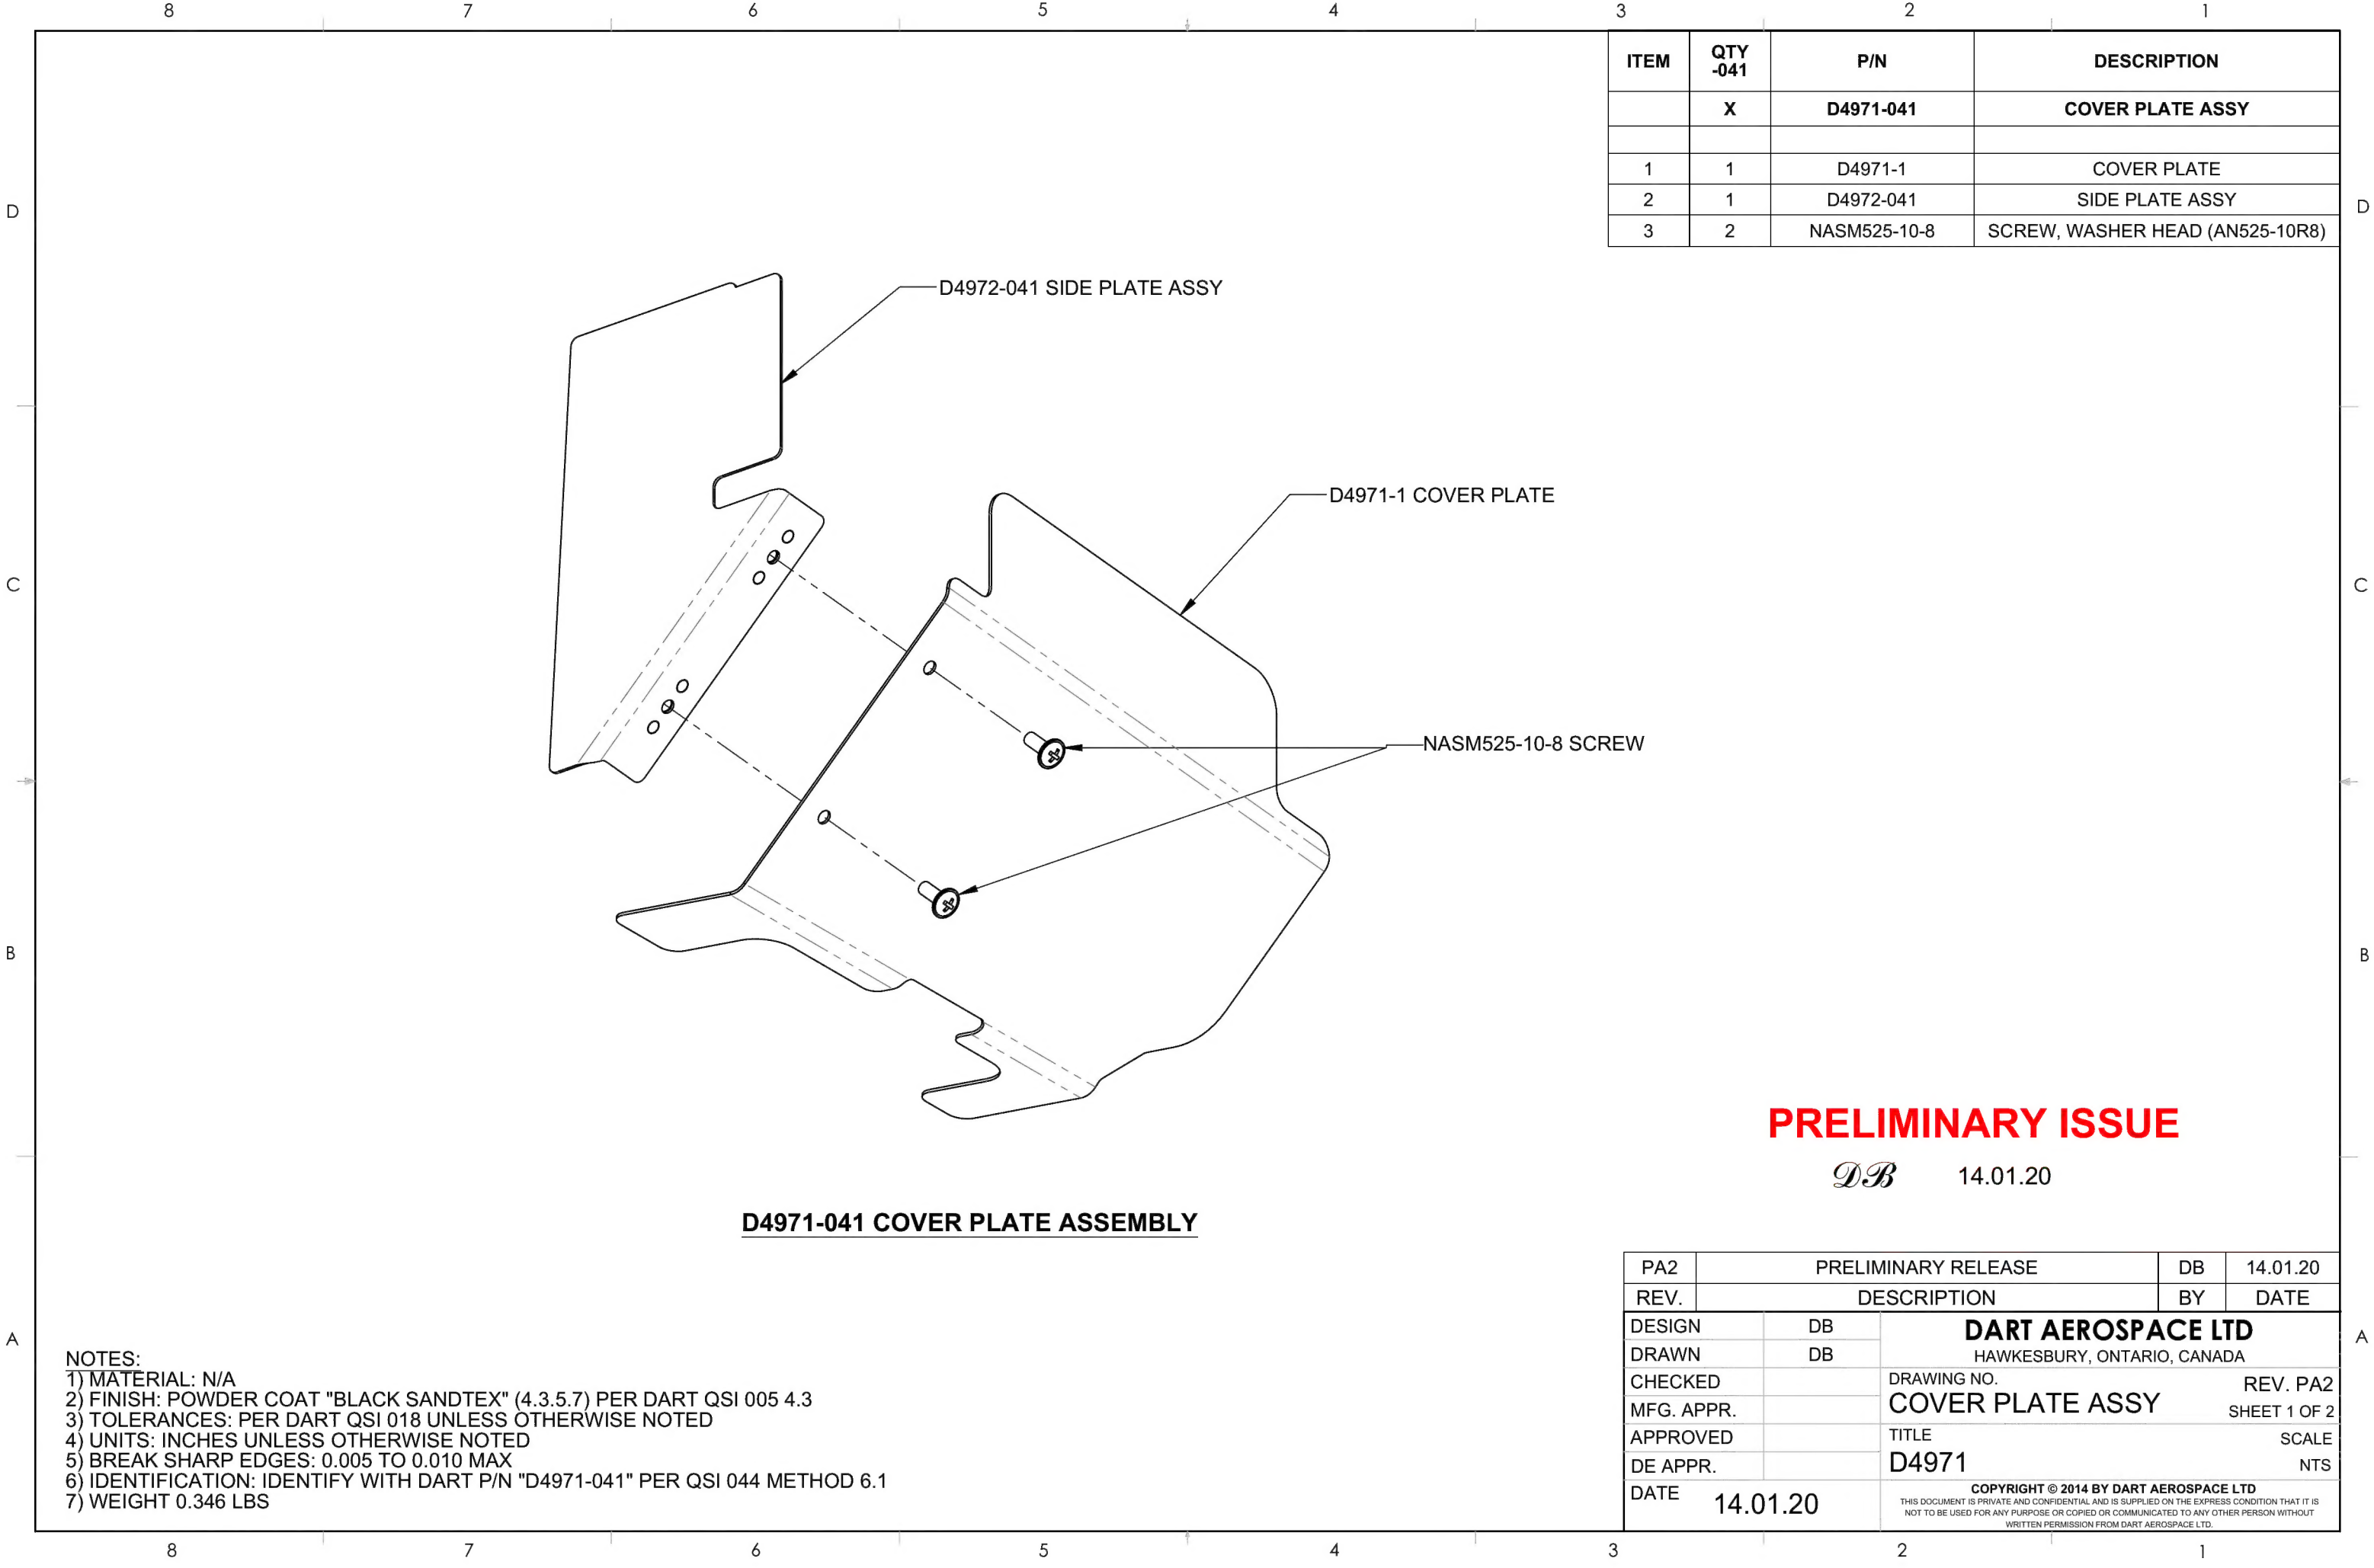 8 7 6 5 4 3 2 1
ITEM QTY -041 P/N DESCRIPTION
X D4971-041 COVER PLATE ASSY
1 1 D4971-1 COVER PLATE
2 1 D4972-041 SIDE PLATE ASSY
3 2 NASM525-10-8 SCREW, WASHER HEAD (AN525-10R8)
D D
D4972-041 SIDE PLATE ASSY
D4971-1 COVER PLATE
C C
NASM525-10-8 SCREW
B B
PRELIMINARY ISSUE
DB 14.01.20
D4971-041 COVER PLATE ASSEMBLY
PA2 PRELIMINARY RELEASE DB 14.01.20
REV. DESCRIPTION BY DATE
A A
DESIGN DB
DRAWN DB
CHECKED
MFG. APPR.
APPROVED
DE APPR.
DATE 14.01.20
DART AEROSPACE LTD
HAWKESBURY, ONTARIO, CANADA
DRAWING NO.
COVER PLATE ASSY
REV. PA2
SHEET 1 OF 2
TITLE
D4971
SCALE
NTS
COPYRIGHT © 2014 BY DART AEROSPACE LTD
THIS DOCUMENT IS PRIVATE AND CONFIDENTIAL AND IS SUPPLIED ON THE EXPRESS CONDITION THAT IT IS
NOT TO BE USED FOR ANY PURPOSE OR COPIED OR COMMUNICATED TO ANY OTHER PERSON WITHOUT
WRITTEN PERMISSION FROM DART AEROSPACE LTD.
NOTES:
1) MATERIAL: N/A
2) FINISH: POWDER COAT "BLACK SANDTEX" (4.3.5.7) PER DART QSI 005 4.3
3) TOLERANCES: PER DART QSI 018 UNLESS OTHERWISE NOTED
4) UNITS: INCHES UNLESS OTHERWISE NOTED
5) BREAK SHARP EDGES: 0.005 TO 0.010 MAX
6) IDENTIFICATION: IDENTIFY WITH DART P/N "D4971-041" PER QSI 044 METHOD 6.1
7) WEIGHT 0.346 LBS
8 7 6 5 4 3 2 1